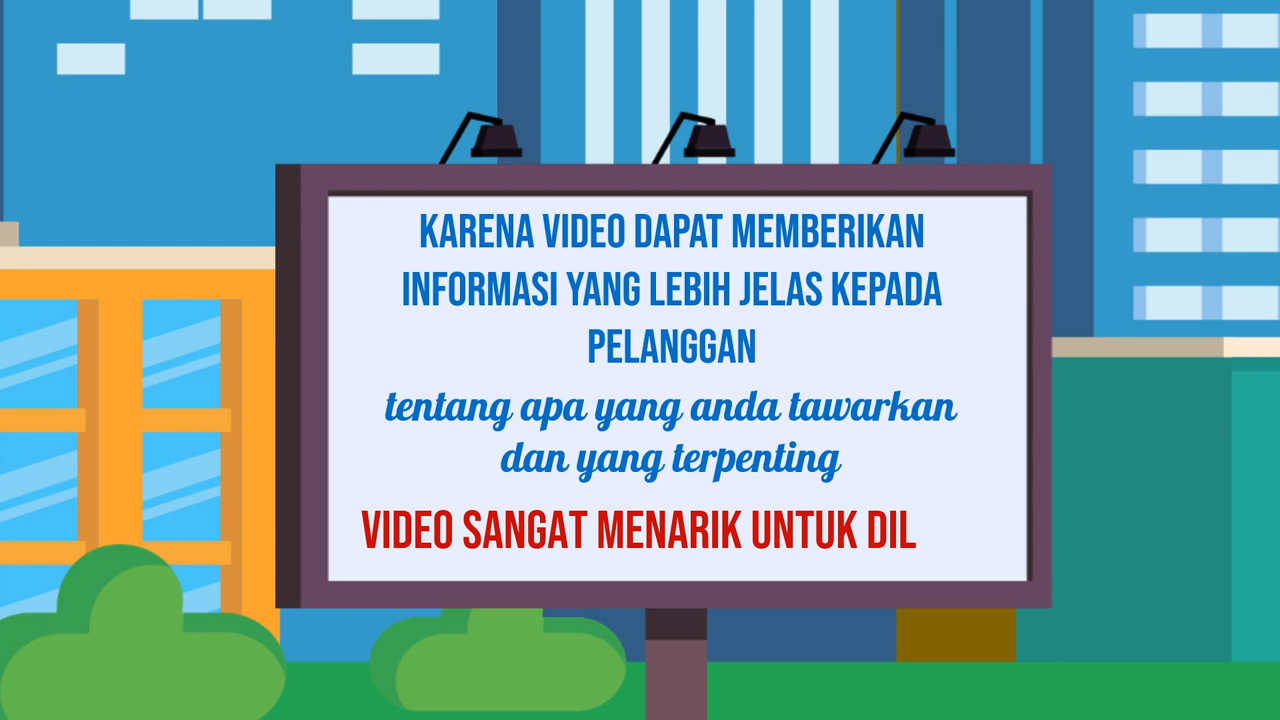 KARENA VIDEO DAPAT MEMBERIKAN
INFORMASI YANG LEBIH JELAS KEPADA
PELANGGAN
tentang apa yang anda tawarkan
dan yang terpenting
VIDEO SANGAT MENARIK UNTUK DIL